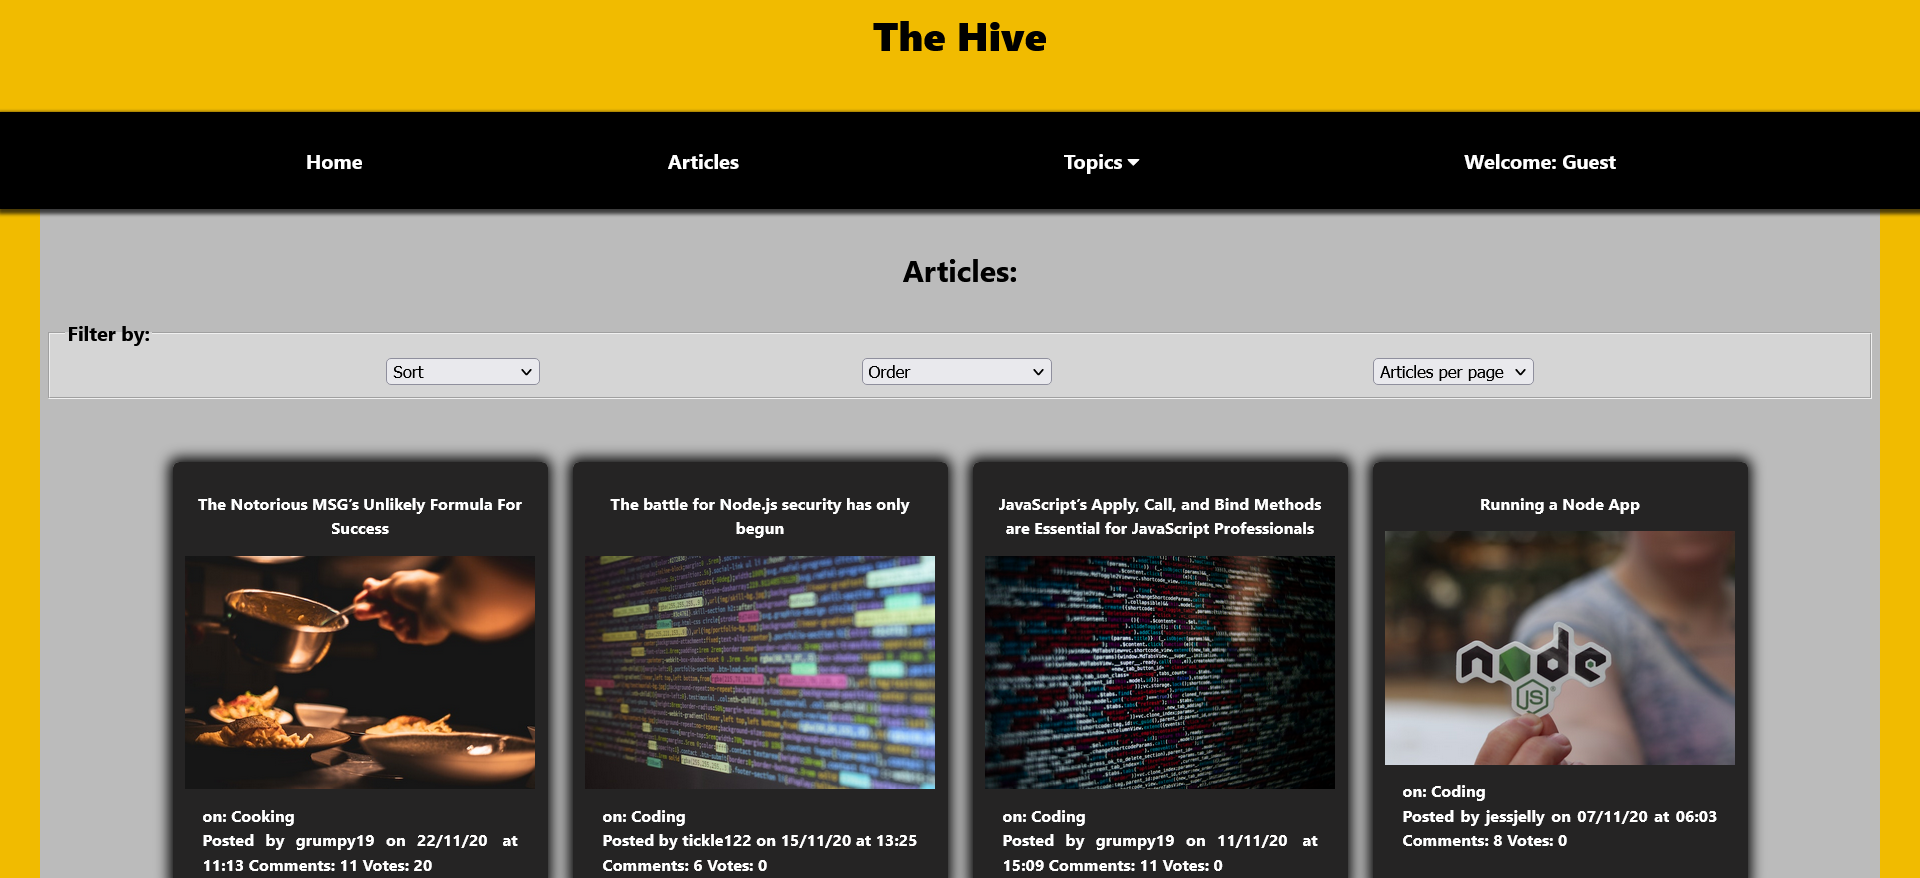 The Hive
Home
Articles
Topics
Welcome: Guest
Articles:
Filter by:
Sort
Order
Articles per page
The Notorious MSG’s Unlikely Formula For
Success
on: Cooking
Posted by grumpy19 on 22/11/20 at
11:13 Comments: 11 Votes: 20
The battle for Node.js security has only
begun
on: Coding
Posted by tickle122 on 15/11/20 at 13:25
Comments: 6 Votes: 0
JavaScript’s Apply, Call, and Bind Methods
are Essential for JavaScript Professionals
on: Coding
Posted by grumpy19 on 11/11/20 at
15:09 Comments: 11 Votes: 0
Running a Node App
node
JS
on: Coding
Posted by jessjelly on 07/11/20 at 06:03
Comments: 8 Votes: 0